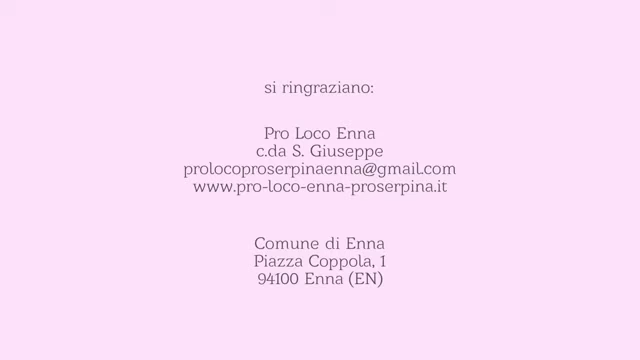 si ringraziano:
Pro Loco Enna
c.da S. Giuseppe
prolocoproserpinaenna@gmail.com
www.pro-loco-enna-proserpina.it
Comune di Enna
Piazza Coppola, 1
94100 Enna (EN)